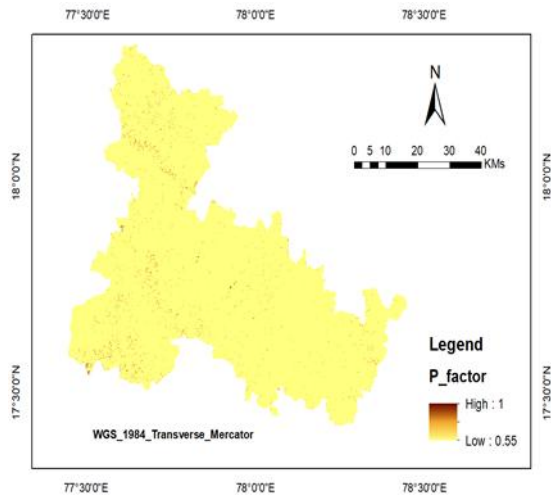 77°30'0"E 78°0'0"E 78°30'0"E
N
0 5 10 20 30 40
KMs
18°0'0"N 18°0'0"N
17°30'0"N 17°30'0"N
Legend
P_factor
High : 1
Low : 0.55
WGS_1984_Transverse_Mercator
77°30'0"E 78°0'0"E 78°30'0"E